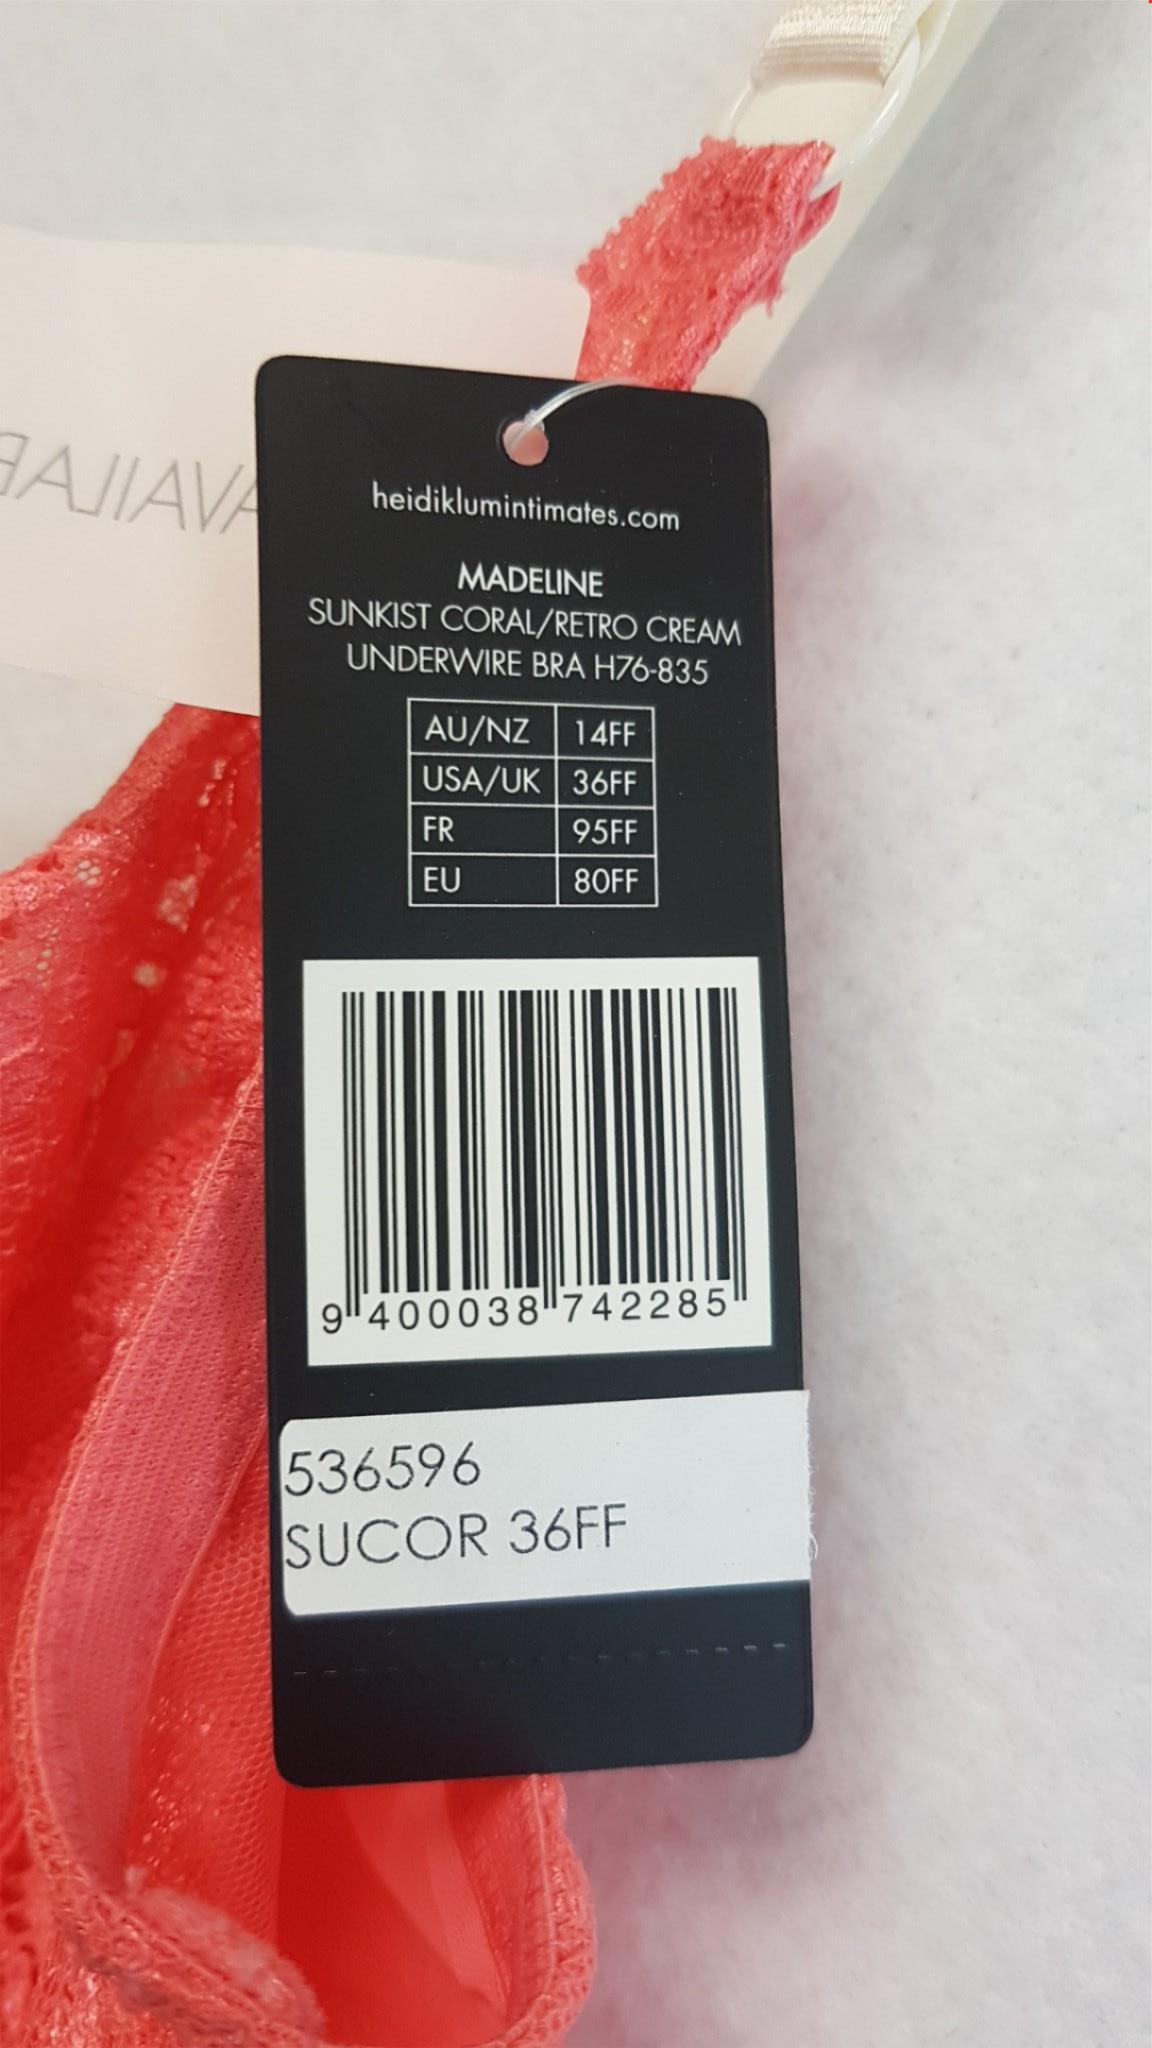 heidiklumintimates.com
MADELINE
SUNKIST CORAL/RETRO CREAM
UNDERWIRE BRA H76-835
AU/NZ 14FF
USA/UK 36FF
FR 95FF
EU 80FF
9 400038 742285
536596
SUCOR 36FF